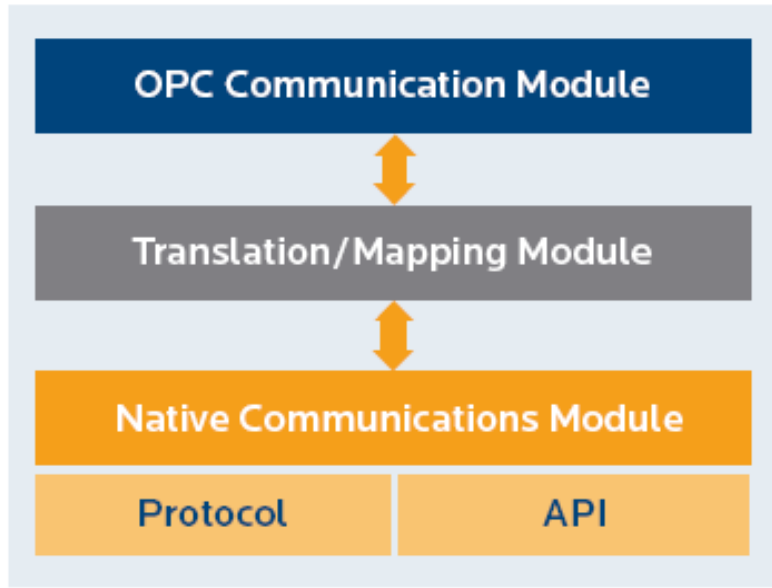 OPC Communication Module
Translation/Mapping Module
Native Communications Module
Protocol
API